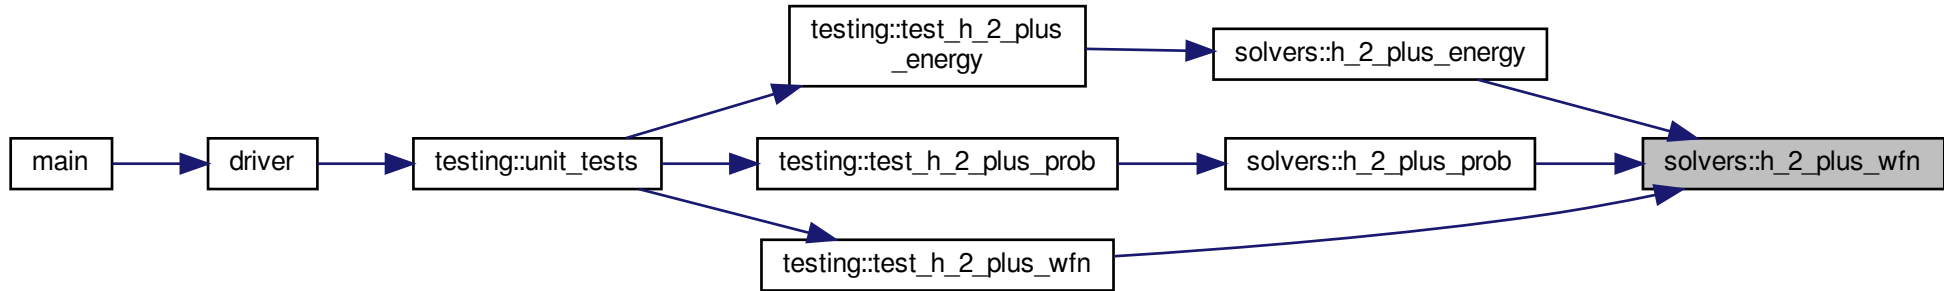 testing::test_h_2_plus
_energy
solvers::h_2_plus_energy
main
driver
testing::unit_tests
testing::test_h_2_plus_prob
solvers::h_2_plus_prob
solvers::h_2_plus_wfn
testing::test_h_2_plus_wfn